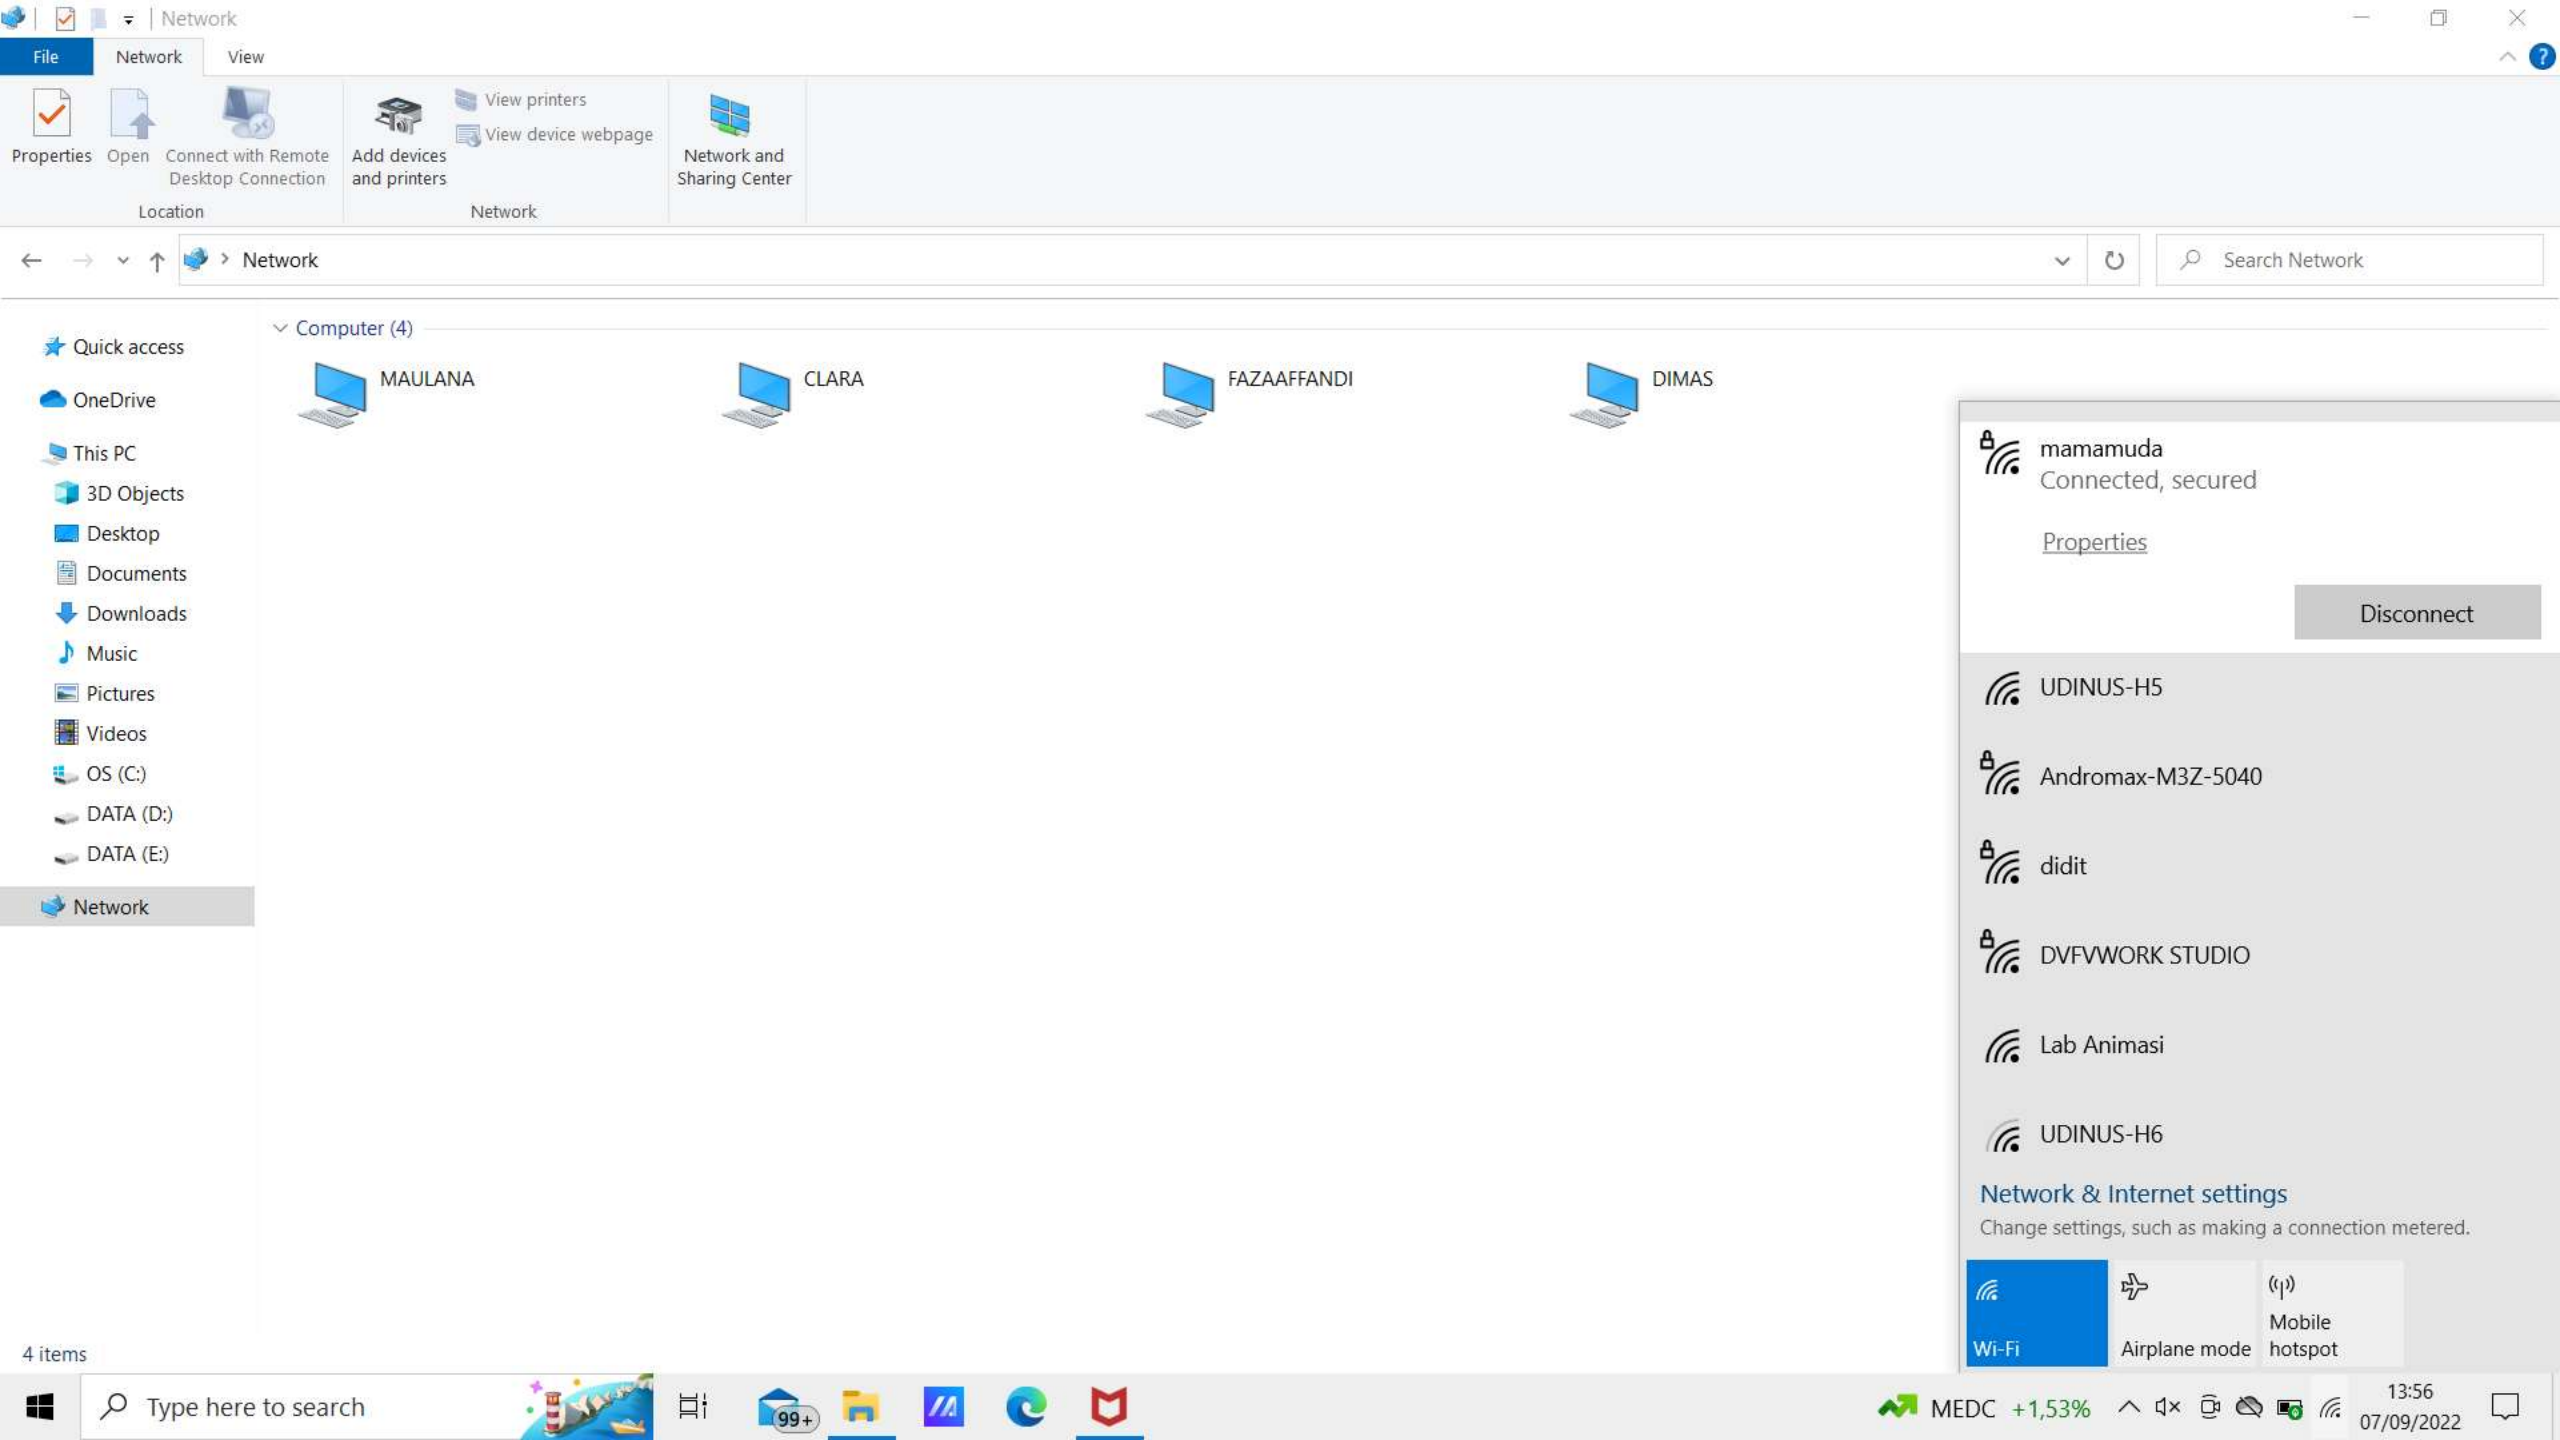 Network
File
Network
View
?
Properties
Open
Connect with Remote
Desktop Connection
Location
Add devices
and printers
View printers
View device webpage
Network
Network and
Sharing Center
Network
Search Network
Quick access
OneDrive
This PC
3D Objects
Desktop
Documents
Downloads
Music
Pictures
Videos
OS (C:)
DATA (D:)
DATA (E:)
Network
Computer (4)
MAULANA
CLARA
FAZAAFFANDI
DIMAS
mamamuda
Connected, secured
Properties
Disconnect
UDINUS-H5
Andromax-M3Z-5040
didit
DVFVWORK STUDIO
Lab Animasi
UDINUS-H6
Network & Internet settings
Change settings, such as making a connection metered.
Wi-Fi
Airplane mode
Mobile
hotspot
4 items
Type here to search
99+
MEDC +1,53%
13:56
07/09/2022